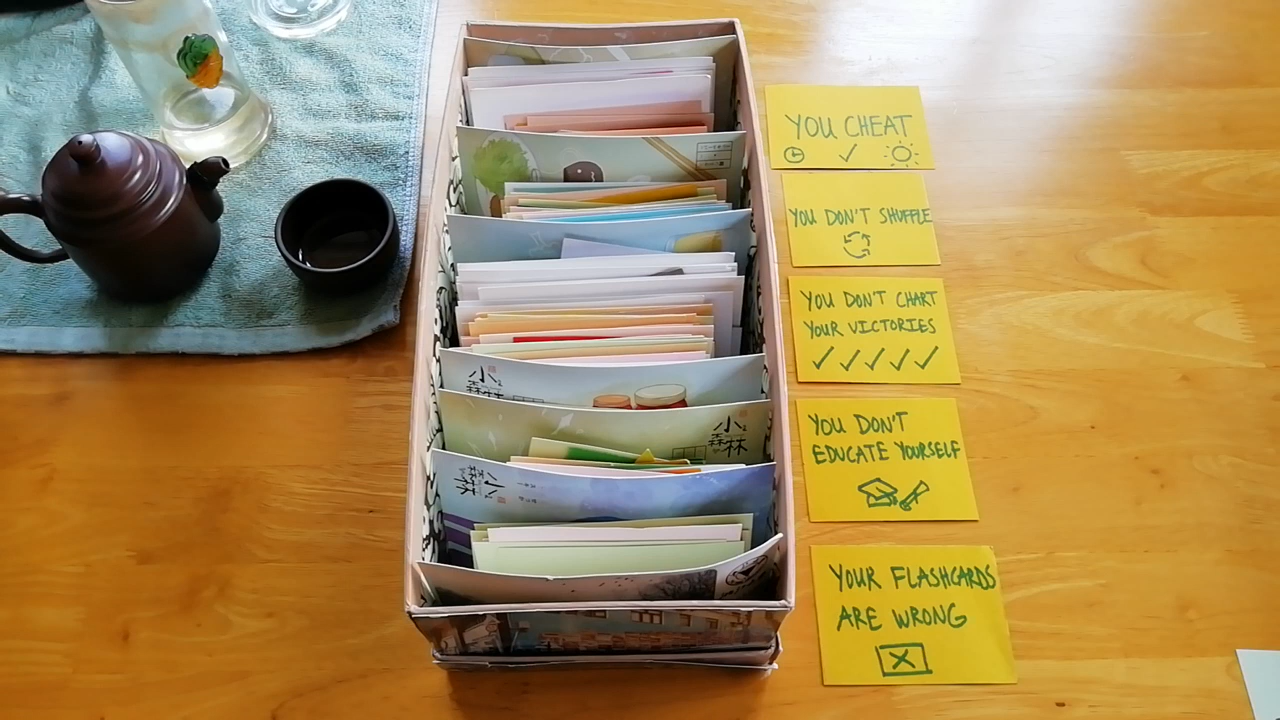 YOU CHEAT
YOU DON'T SHUFFLE
YOU DON'T CHART
YOUR VICTORIES
YOU DON'T
EDUCATE YOURSELF
YOUR FLASHCARDS
ARE WRONG
小森林
小森林
小森林